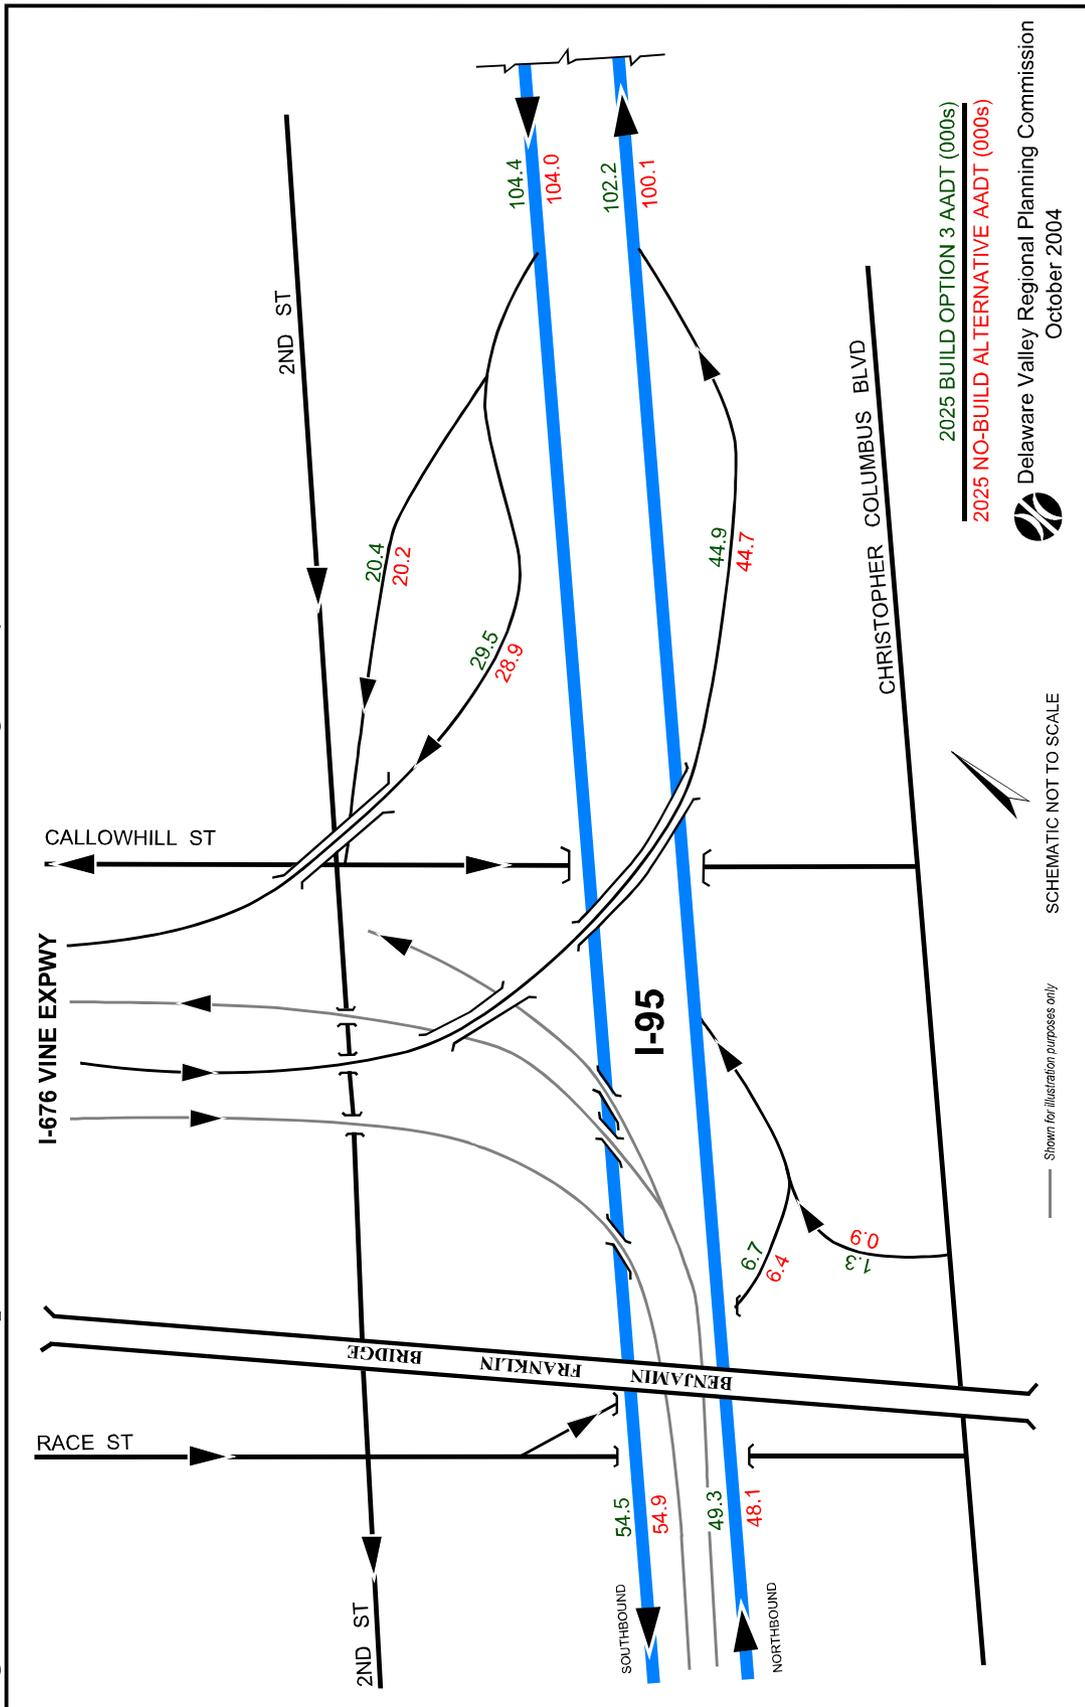 2ND ST
104.4
104.0
102.2
100.1
2025 BUILD OPTION 3 AADT (000s)
2025 NO-BUILD ALTERNATIVE AADT (000s)
Delaware Valley Regional Planning Commission
October 2004
20.4
20.2
29.5
28.9
44.9
44.7
CHRISTOPHER COLUMBUS BLVD
CALLOWHILL ST
I-676 VINE EXPWY
I-95
SCHEMATIC NOT TO SCALE
Shown for illustration purposes only
6.7
6.4
1.3
0.9
BENJAMIN FRANKLIN BRIDGE
RACE ST
54.5
54.9
49.3
48.1
2ND ST
SOUTHBOUND
NORTHBOUND